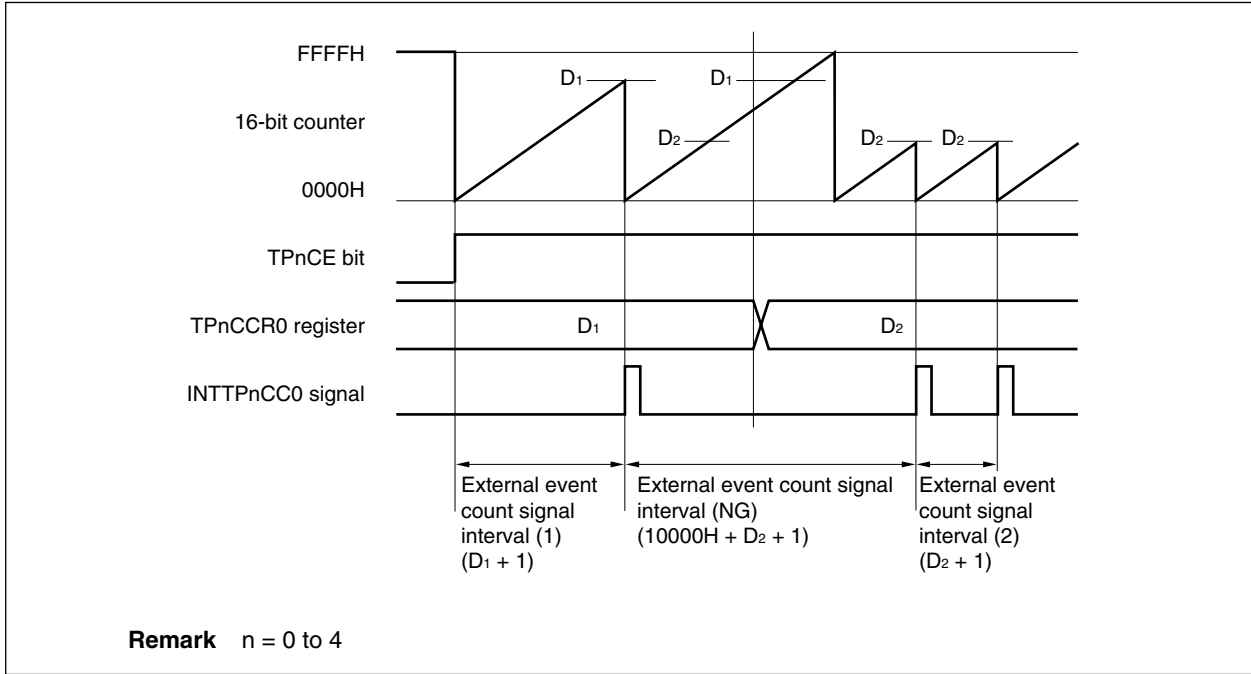 FFFFH
D1
D1
16-bit counter
D2
D2
D2
0000H
TPnCE bit
TPnCCR0 register
D1
D2
INTTPnCC0 signal
External event
count signal
interval (1)
(D1 + 1)
External event count signal
interval (NG)
(10000H + D2 + 1)
External event
count signal
interval (2)
(D2 + 1)
Remark n = 0 to 4